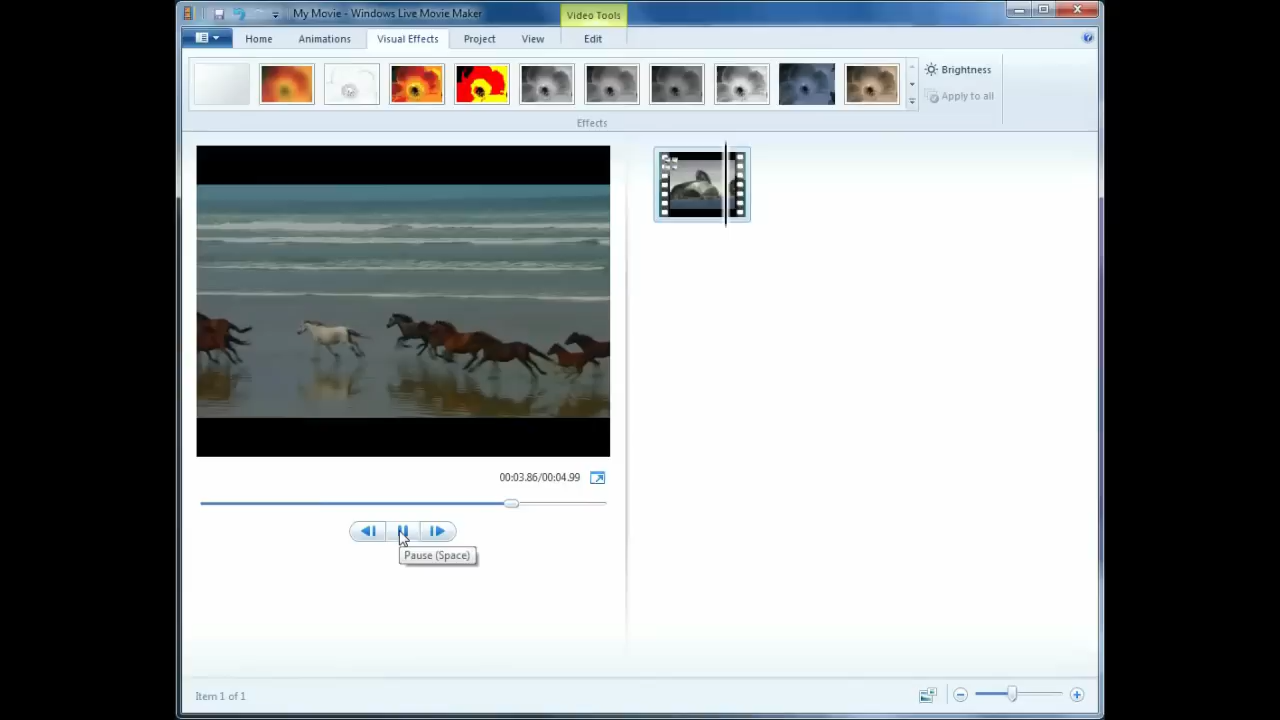 My Movie - Windows Live Movie Maker
Video Tools
Home
Animations
Visual Effects
Project
View
Edit
Brightness
Apply to all
Effects
00:03.86/00:04.99
Pause (Space)
Item 1 of 1